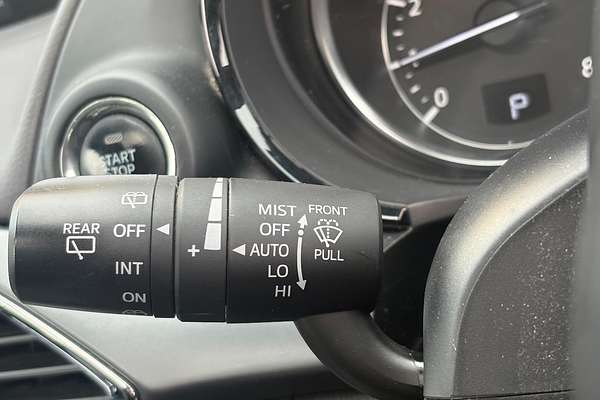 2
0
8
P
START
STOP
REAR
OFF
INT
ON
+
MIST
OFF
AUTO
LO
HI
FRONT
PULL